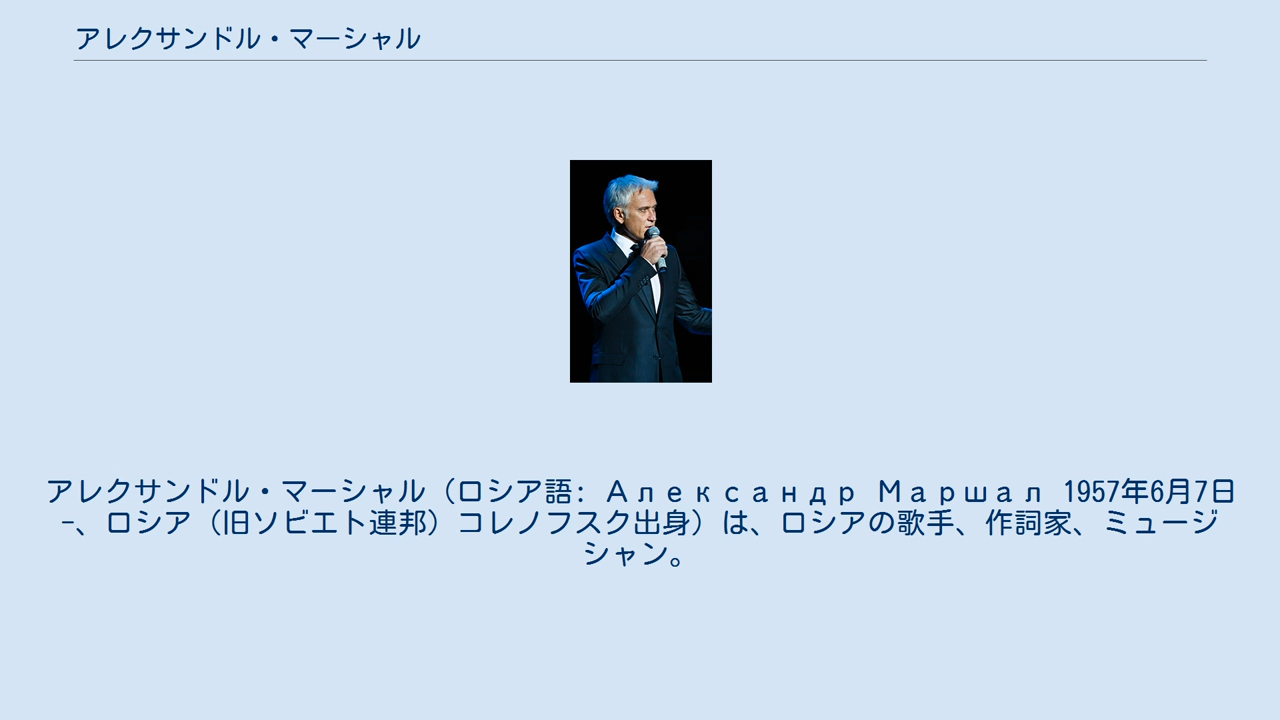 アレクサンドル・マーシャル
アレクサンドル・マーシャル（ロシア語: Александр Маршал 1957年6月7日
-、ロシア（旧ソビエト連邦）コレノフスク出身）は、ロシアの歌手、作詞家、ミュージ
シャン。